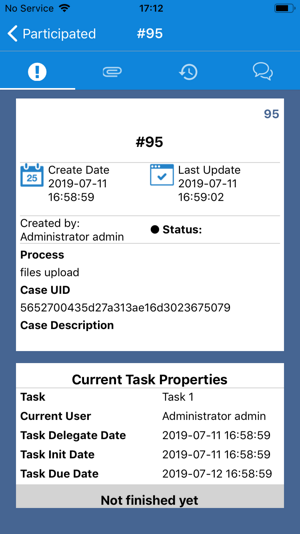 No Service 17:12
Participated #95
95
#95
25
Create Date
2019-07-11
16:58:59
Last Update
2019-07-11
16:59:02
Created by:
Administrator admin
Status:
Process
files upload
Case UID
5652700435d27a313ae16d3023675079
Case Description
Current Task Properties
Task Task 1
Current User Administrator admin
Task Delegate Date 2019-07-11 16:58:59
Task Init Date 2019-07-11 16:58:59
Task Due Date 2019-07-12 16:58:59
Not finished yet